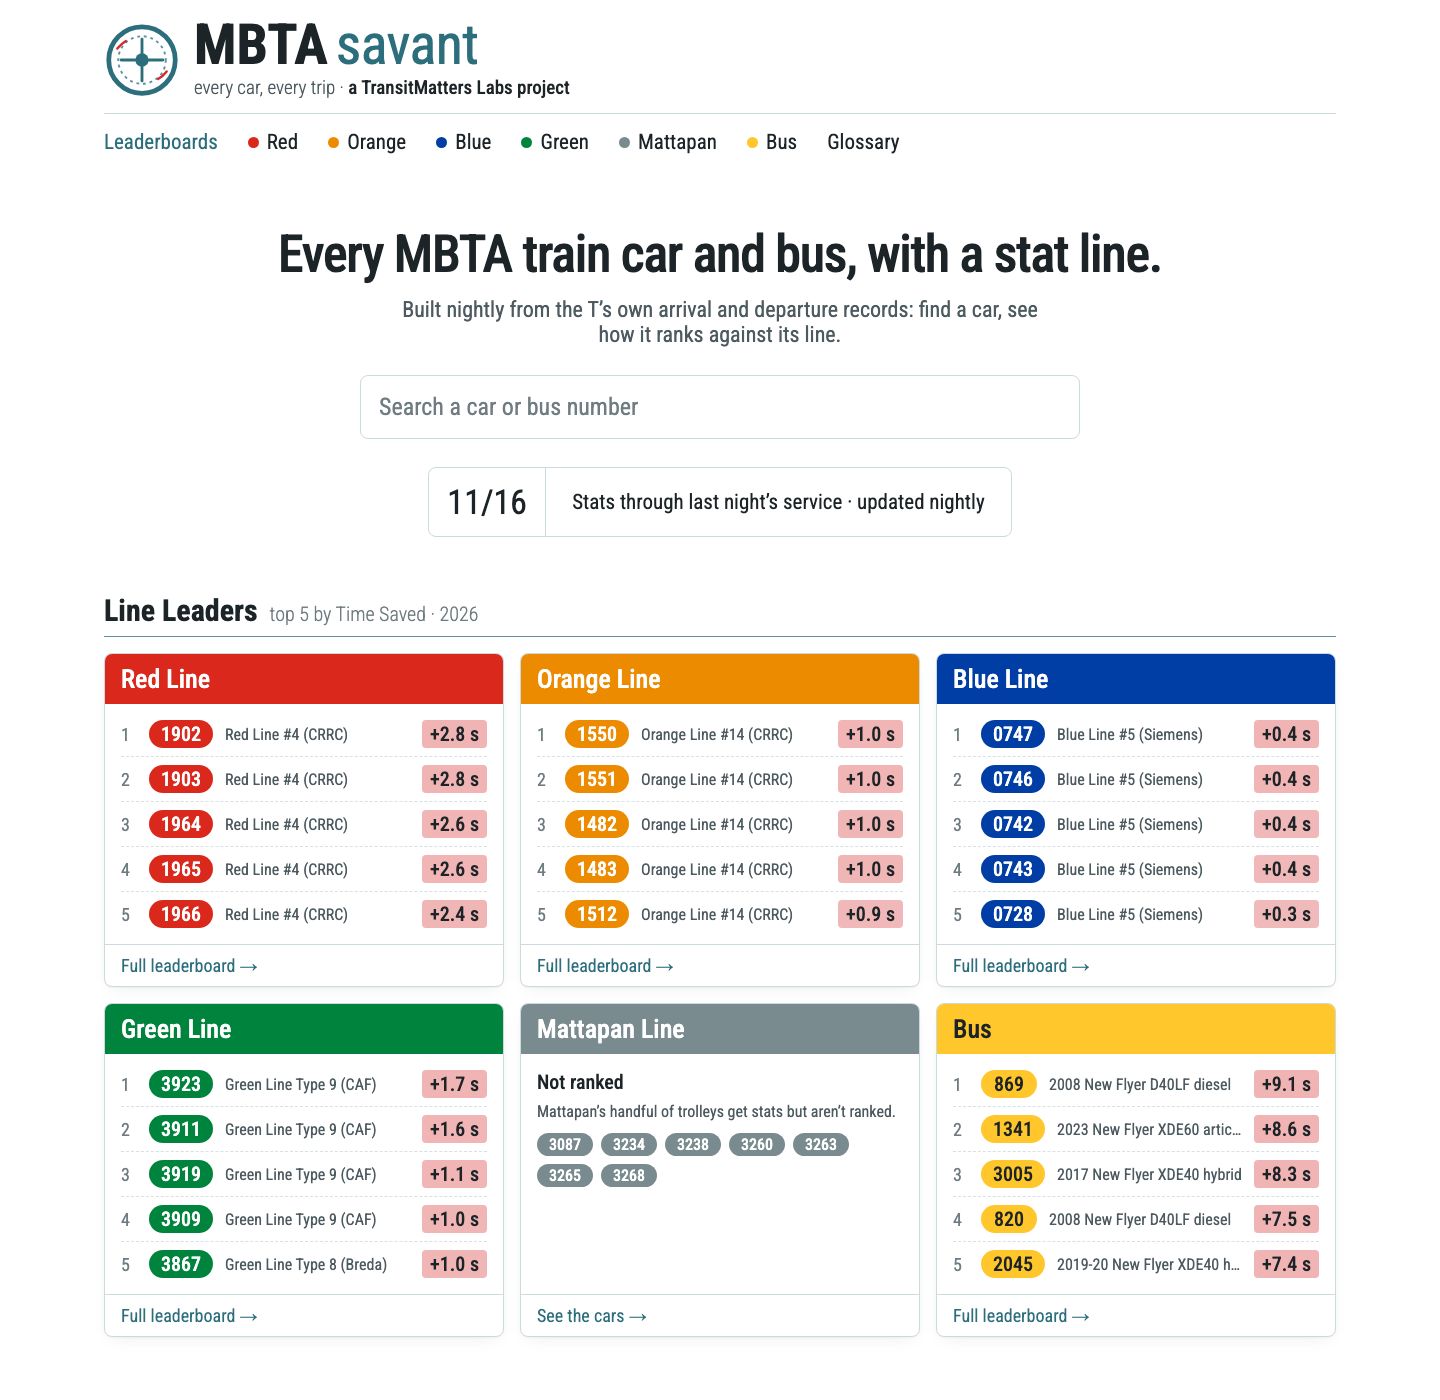 MBTA savant
every car, every trip · a TransitMatters Labs project
Leaderboards Red Orange Blue Green Mattapan Bus Glossary
Every MBTA train car and bus, with a stat line.
Built nightly from the T’s own arrival and departure records: find a car, see
how it ranks against its line.
Search a car or bus number
11/16 Stats through last night’s service · updated nightly
Line Leaders top 5 by Time Saved · 2026
Red Line
1 1902 Red Line #4 (CRRC) +2.8 s
2 1903 Red Line #4 (CRRC) +2.8 s
3 1964 Red Line #4 (CRRC) +2.6 s
4 1965 Red Line #4 (CRRC) +2.6 s
5 1966 Red Line #4 (CRRC) +2.4 s
Full leaderboard →
Orange Line
1 1550 Orange Line #14 (CRRC) +1.0 s
2 1551 Orange Line #14 (CRRC) +1.0 s
3 1482 Orange Line #14 (CRRC) +1.0 s
4 1483 Orange Line #14 (CRRC) +1.0 s
5 1512 Orange Line #14 (CRRC) +0.9 s
Full leaderboard →
Blue Line
1 0747 Blue Line #5 (Siemens) +0.4 s
2 0746 Blue Line #5 (Siemens) +0.4 s
3 0742 Blue Line #5 (Siemens) +0.4 s
4 0743 Blue Line #5 (Siemens) +0.4 s
5 0728 Blue Line #5 (Siemens) +0.3 s
Full leaderboard →
Green Line
1 3923 Green Line Type 9 (CAF) +1.7 s
2 3911 Green Line Type 9 (CAF) +1.6 s
3 3919 Green Line Type 9 (CAF) +1.1 s
4 3909 Green Line Type 9 (CAF) +1.0 s
5 3867 Green Line Type 8 (Breda) +1.0 s
Full leaderboard →
Mattapan Line
Not ranked
Mattapan’s handful of trolleys get stats but aren’t ranked.
3087 3234 3238 3260 3263
3265 3268
See the cars →
Bus
1 869 2008 New Flyer D40LF diesel +9.1 s
2 1341 2023 New Flyer XDE60 artic… +8.6 s
3 3005 2017 New Flyer XDE40 hybrid +8.3 s
4 820 2008 New Flyer D40LF diesel +7.5 s
5 2045 2019-20 New Flyer XDE40 h… +7.4 s
Full leaderboard →